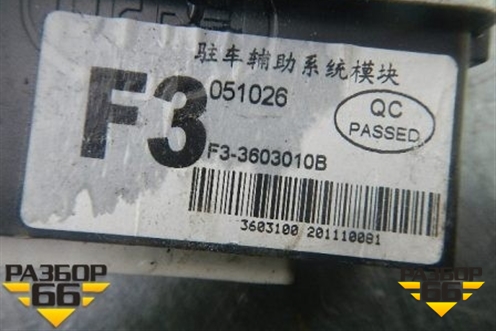 驻车辅助系统模块
F3
051026
QC
PASSED
F3-3603010B
3603100 201110081
РАЗБОР
66
РАЗБОР
66